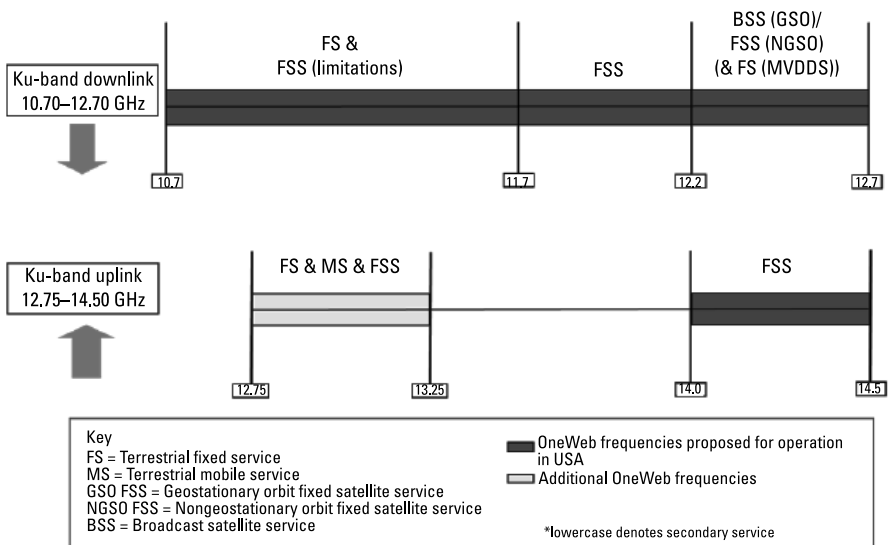 BSS (GSO)/
FS &
FSS (NGSO)
FSS (limitations)
FSS
(& FS (MVDDS))
Ku-band downlink
10.70–12.70 GHz
10.7
11.7
12.2
12.7
FS & MS & FSS
FSS
Ku-band uplink
12.75–14.50 GHz
12.75
13.25
14.0
14.5
Key
FS = Terrestrial fixed service
MS = Terrestrial mobile service
GSO FSS = Geostationary orbit fixed satellite service
NGSO FSS = Nongeostationary orbit fixed satellite service
BSS = Broadcast satellite service
OneWeb frequencies proposed for operation
in USA
Additional OneWeb frequencies
*lowercase denotes secondary service